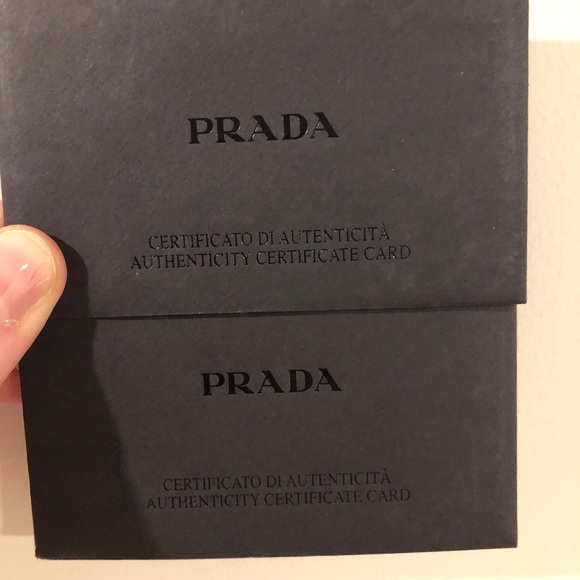 PRADA
CERTIFICATO DI AUTENTICITÀ
AUTHENTICITY CERTIFICATE CARD
PRADA
CERTIFICATO DI AUTENTICITÀ
AUTHENTICITY CERTIFICATE CARD